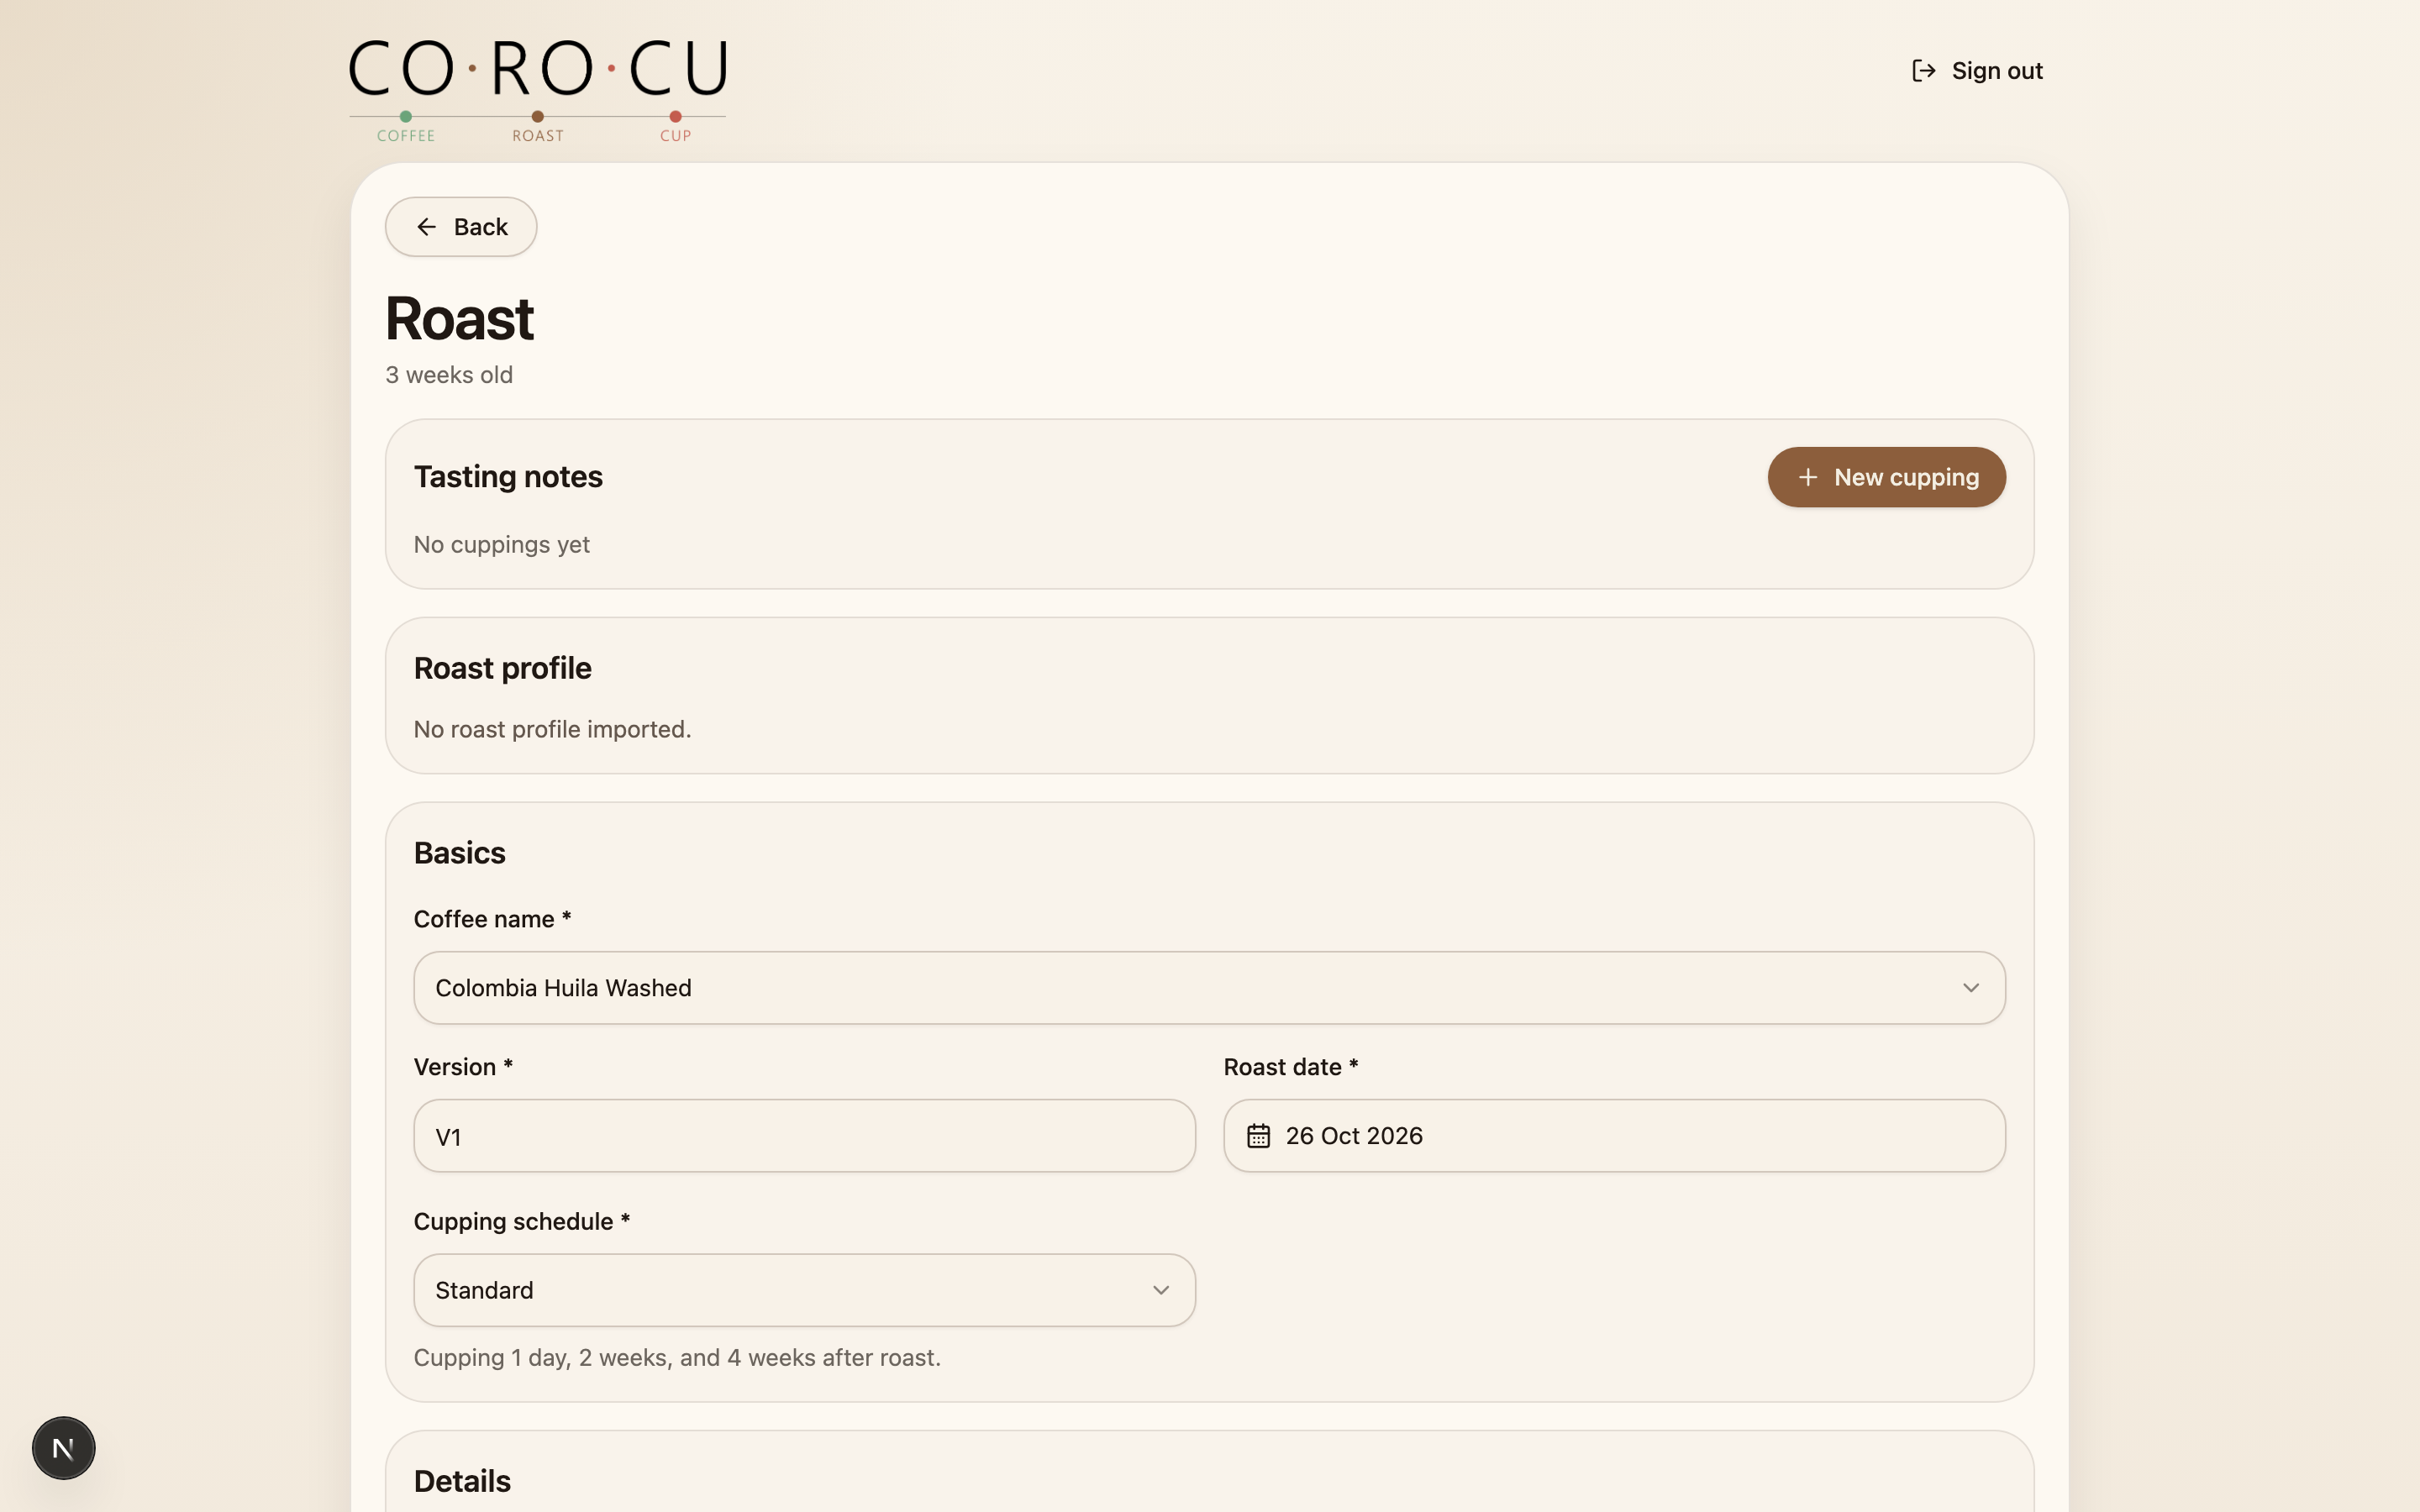 CO·RO·CU
COFFEE ROAST CUP
Sign out
Back
Roast
3 weeks old
Tasting notes
New cupping
No cuppings yet
Roast profile
No roast profile imported.
Basics
Coffee name *
Colombia Huila Washed
Version *
Roast date *
V1
26 Oct 2026
Cupping schedule *
Standard
Cupping 1 day, 2 weeks, and 4 weeks after roast.
N
Details